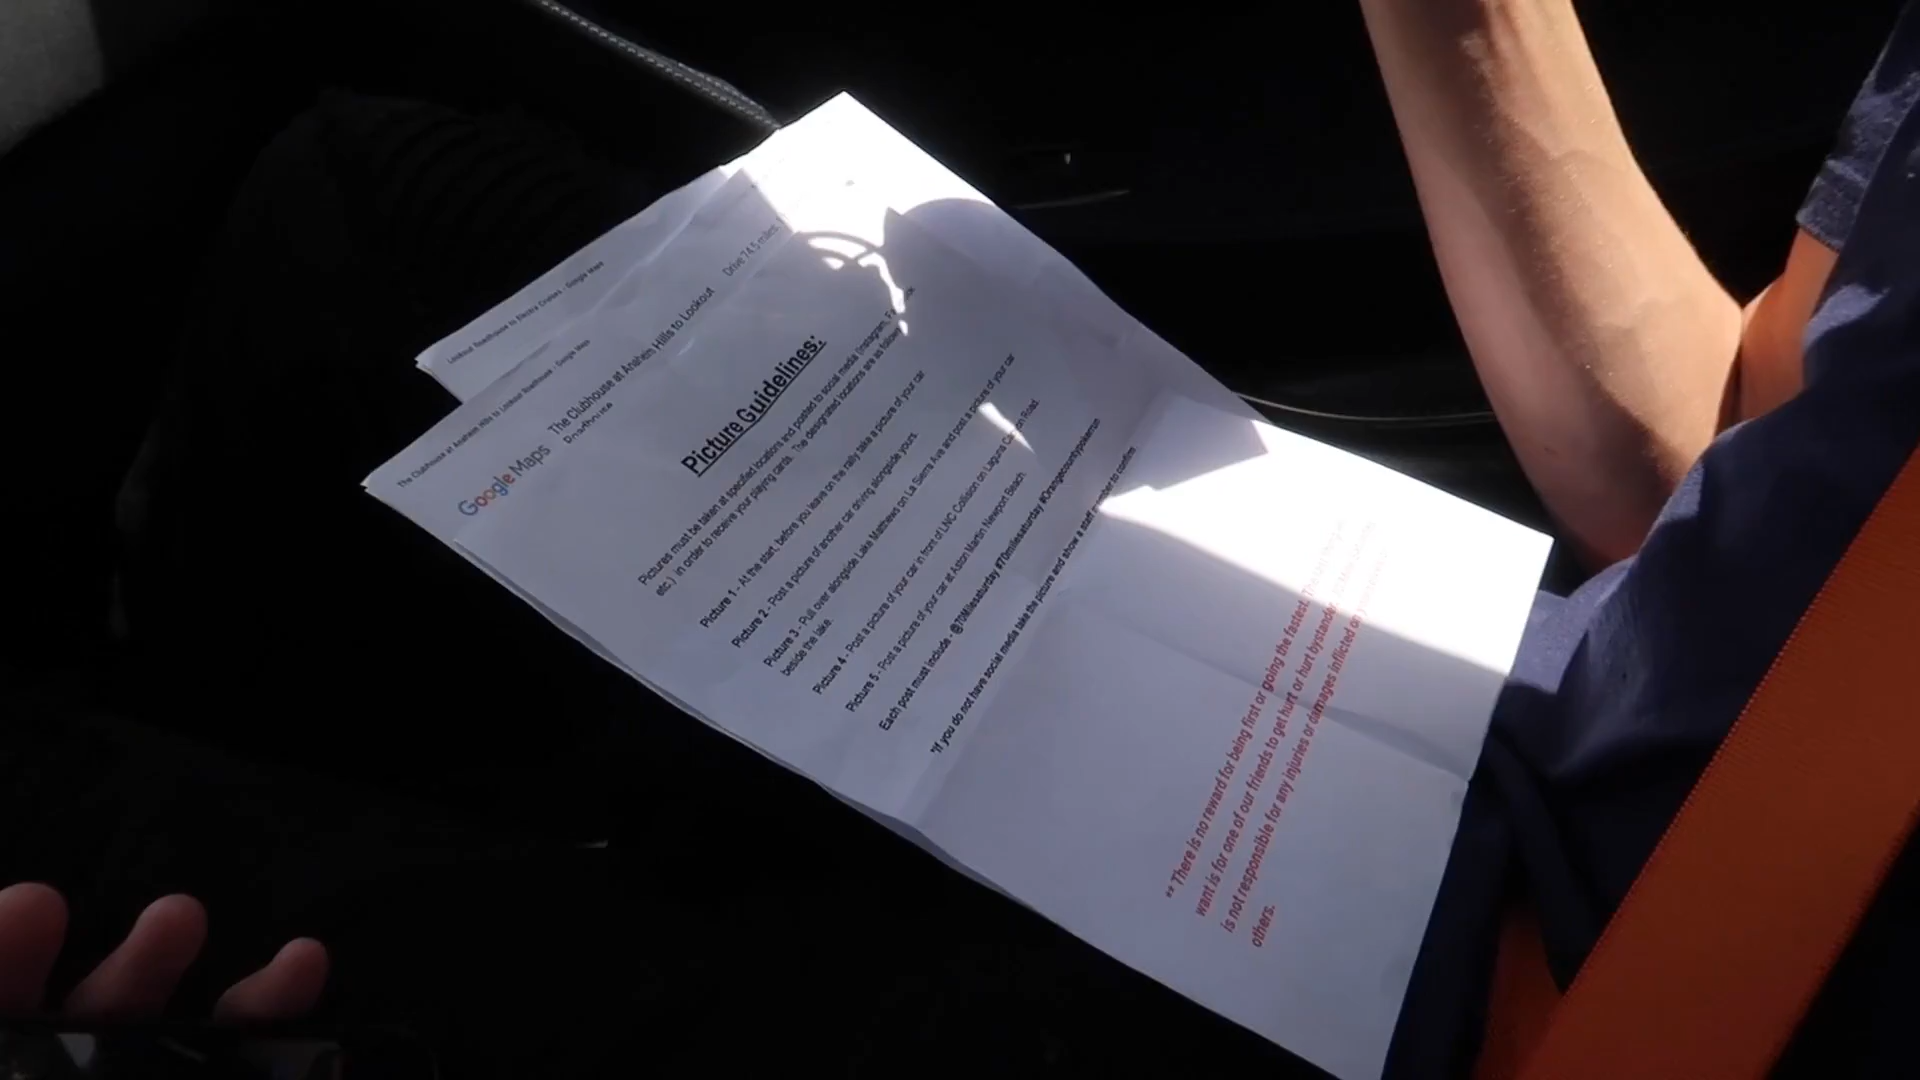 Lookout Roadhouse to Electra Cruises - Google Maps
The Clubhouse at Anaheim Hills to Lookout Roadhouse - Google Maps
Google Maps
The Clubhouse at Anaheim Hills to Lookout
Roadhouse
Drive 74.5 miles
Picture Guidelines:
Pictures must be taken at specified locations and posted to social media (Instagram,
etc.) in order to receive your playing cards. The designated locations are as
Picture 1 - At the start, before you leave on the rally take a picture of your car
Picture 2 - Post a picture of another car driving alongside yours.
Picture 3 - Pull over alongside Lake Matthews on La Sierra Ave and post a picture of your car
beside the lake.
Picture 4 - Post a picture of your car in front of LNC Collision on Laguna Canyon Road.
Picture 5 - Post a picture of your car at Aston Martin Newport Beach.
Each post must include - @70Milesaturday #70milesaturday #Orangecountypokerrun
*If you do not have social media take the picture and show a staff member to confirm.
** There is no reward for being first or going the fastest. The last thing
want is for one of our friends to get hurt or hurt bystander
is not responsible for any injuries or damages inflicted on
others.